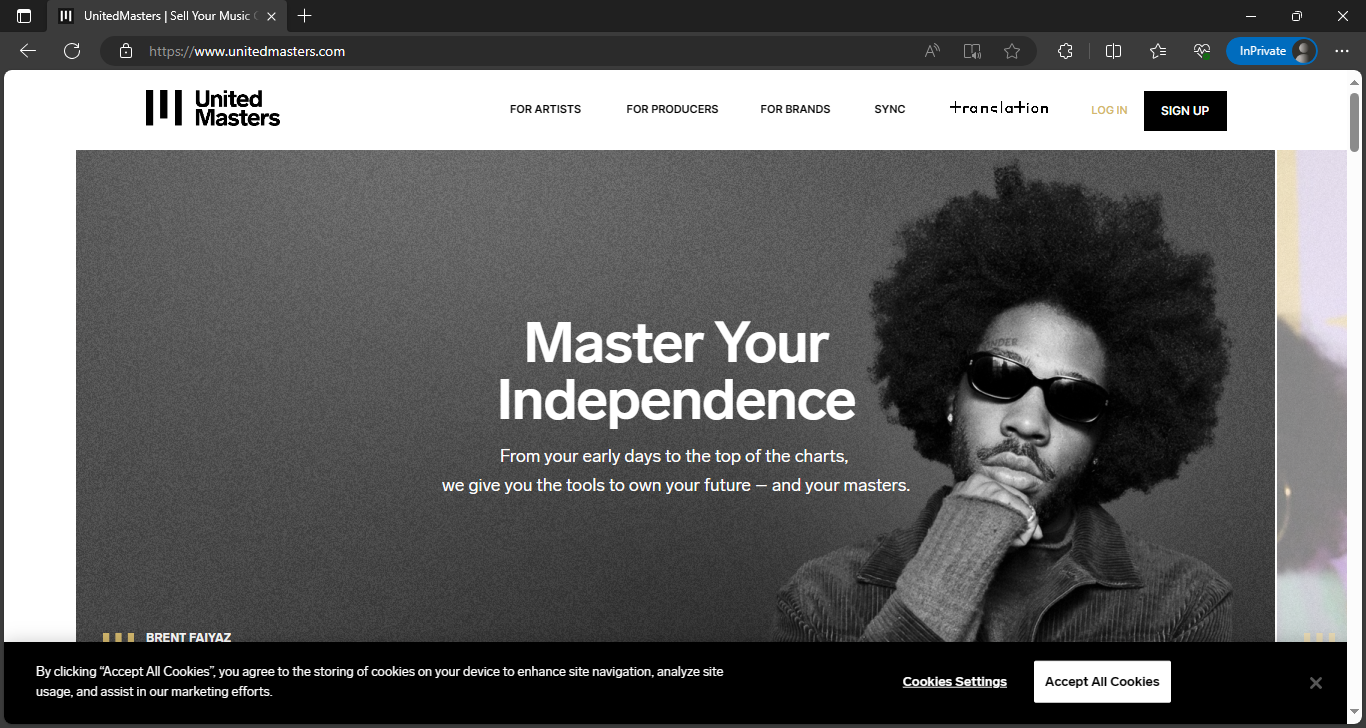 UnitedMasters | Sell Your Music
https://www.unitedmasters.com
InPrivate
United
Masters
FOR ARTISTS
FOR PRODUCERS
FOR BRANDS
SYNC
translation
LOG IN
SIGN UP
Master Your
Independence
From your early days to the top of the charts,
we give you the tools to own your future – and your masters.
BRENT FAIYAZ
By clicking “Accept All Cookies”, you agree to the storing of cookies on your device to enhance site navigation, analyze site
usage, and assist in our marketing efforts.
Cookies Settings
Accept All Cookies